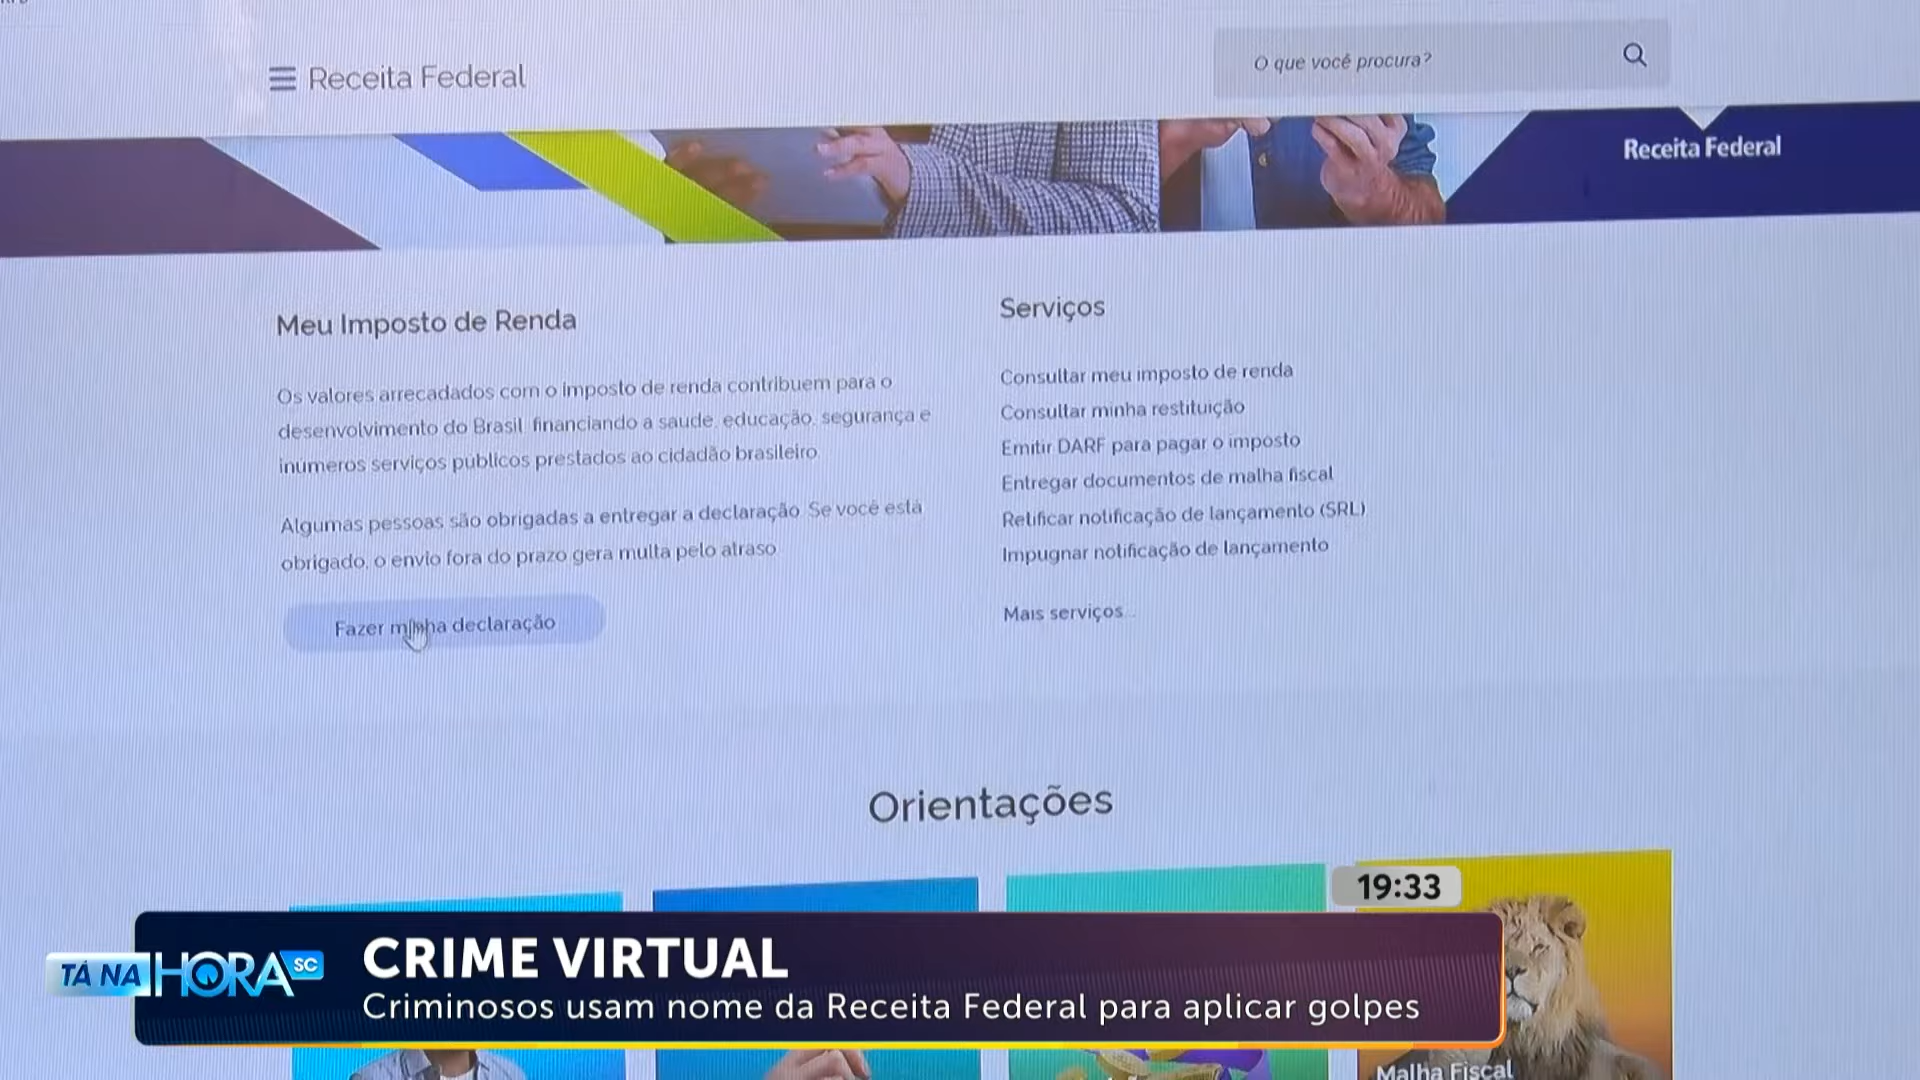 Receita Federal
O que você procura?
Receita Federal
Meu Imposto de Renda
Os valores arrecadados com o imposto de renda contribuem para o
desenvolvimento do Brasil, financiando a saúde, educação, segurança e
inúmeros serviços públicos prestados ao cidadão brasileiro.
Algumas pessoas são obrigadas a entregar a declaração. Se você está
obrigado, o envio fora do prazo gera multa pelo atraso.
Fazer minha declaração
Serviços
Consultar meu imposto de renda
Consultar minha restituição
Emitir DARF para pagar o imposto
Entregar documentos de malha fiscal
Retificar notificação de lançamento (SRL)
Impugnar notificação de lançamento
Mais serviços...
Orientações
19:33
TÁ NA HORA SC
CRIME VIRTUAL
Criminosos usam nome da Receita Federal para aplicar golpes
Malha Fiscal